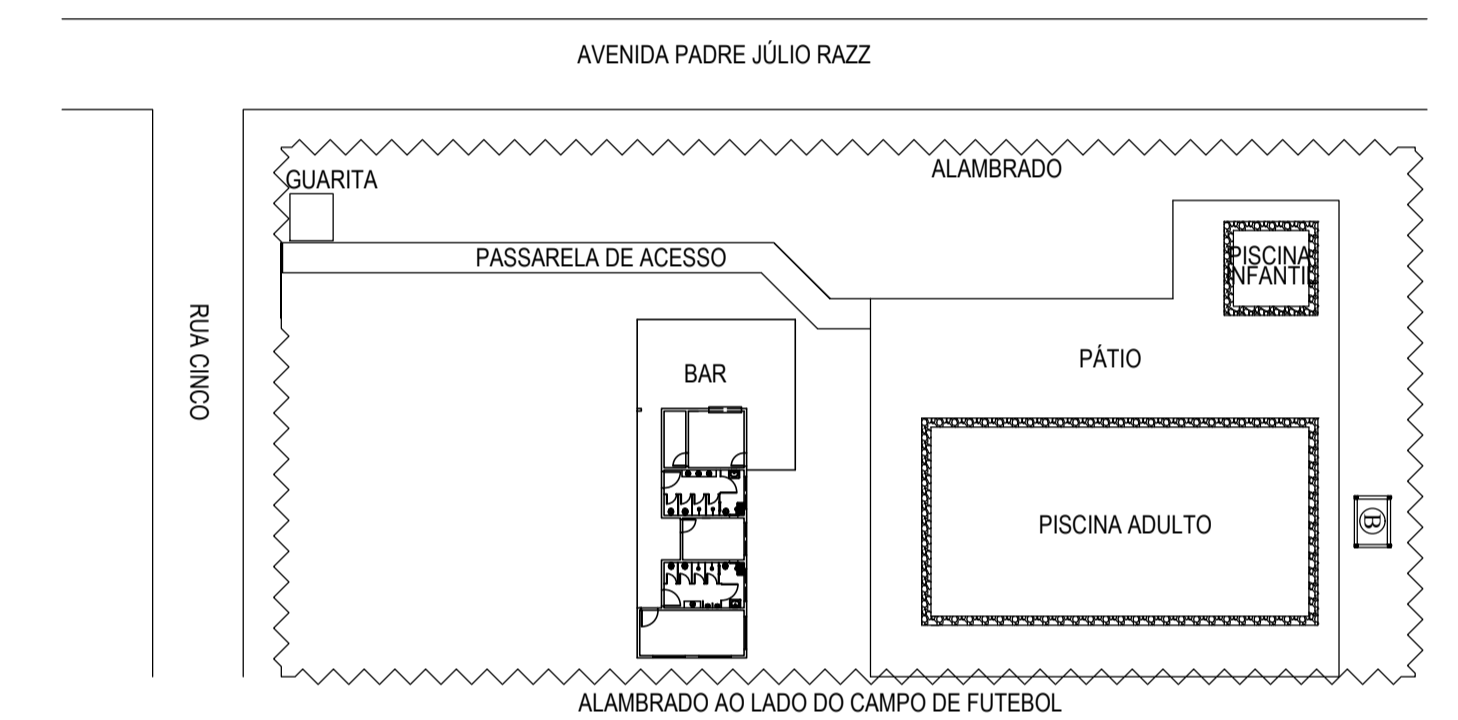 AVENIDA PADRE JÚLIO RAZZ
ALAMBRADO
GUARITA
PASSARELA DE ACESSO
PISCINA
INFANTIL
RUA CINCO
PÁTIO
BAR
PISCINA ADULTO
B
ALAMBRADO AO LADO DO CAMPO DE FUTEBOL